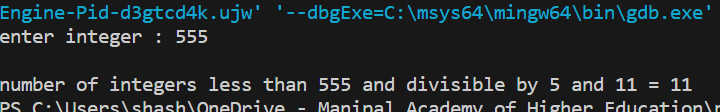 Engine-Pid-d3gtcd4k.ujw' '--dbgExe=C:\msys64\mingw64\bin\gdb.exe'
enter integer : 555
number of integers less than 555 and divisible by 5 and 11 = 11
PS C:\Users\shash\OneDrive - Manipal Academy of Higher Education\